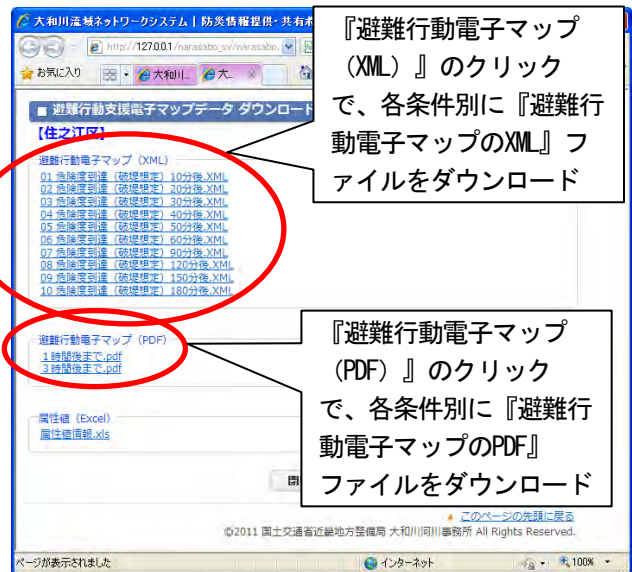 大和川流域ネットワークシステム | 防災情報提供・共有
http://127.0.0.1/narasabo_sv/narasabo.
お気に入り
大和川...
大...
■ 避難行動支援電子マップデータ ダウンロード
【住之江区】
避難行動電子マップ（XML）
01 危険度到達（破堤想定）10分後.XML
02 危険度到達（破堤想定）20分後.XML
03 危険度到達（破堤想定）30分後.XML
04 危険度到達（破堤想定）40分後.XML
05 危険度到達（破堤想定）50分後.XML
06 危険度到達（破堤想定）60分後.XML
07 危険度到達（破堤想定）90分後.XML
08 危険度到達（破堤想定）120分後.XML
09 危険度到達（破堤想定）150分後.XML
10 危険度到達（破堤想定）180分後.XML
『避難行動電子マップ
（XML）』のクリック
で、各条件別に『避難行
動電子マップのXML』フ
ァイルをダウンロード
避難行動電子マップ（PDF）
1時間後まで.pdf
3時間後まで.pdf
『避難行動電子マップ
（PDF）』のクリック
で、各条件別に『避難行
動電子マップのPDF』
ファイルをダウンロード
属性値（Excel）
属性値情報.xls
閉
このページの先頭に戻る
©2011 国土交通省近畿地方整備局 大和川河川事務所 All Rights Reserved.
ページが表示されました
インターネット
100%